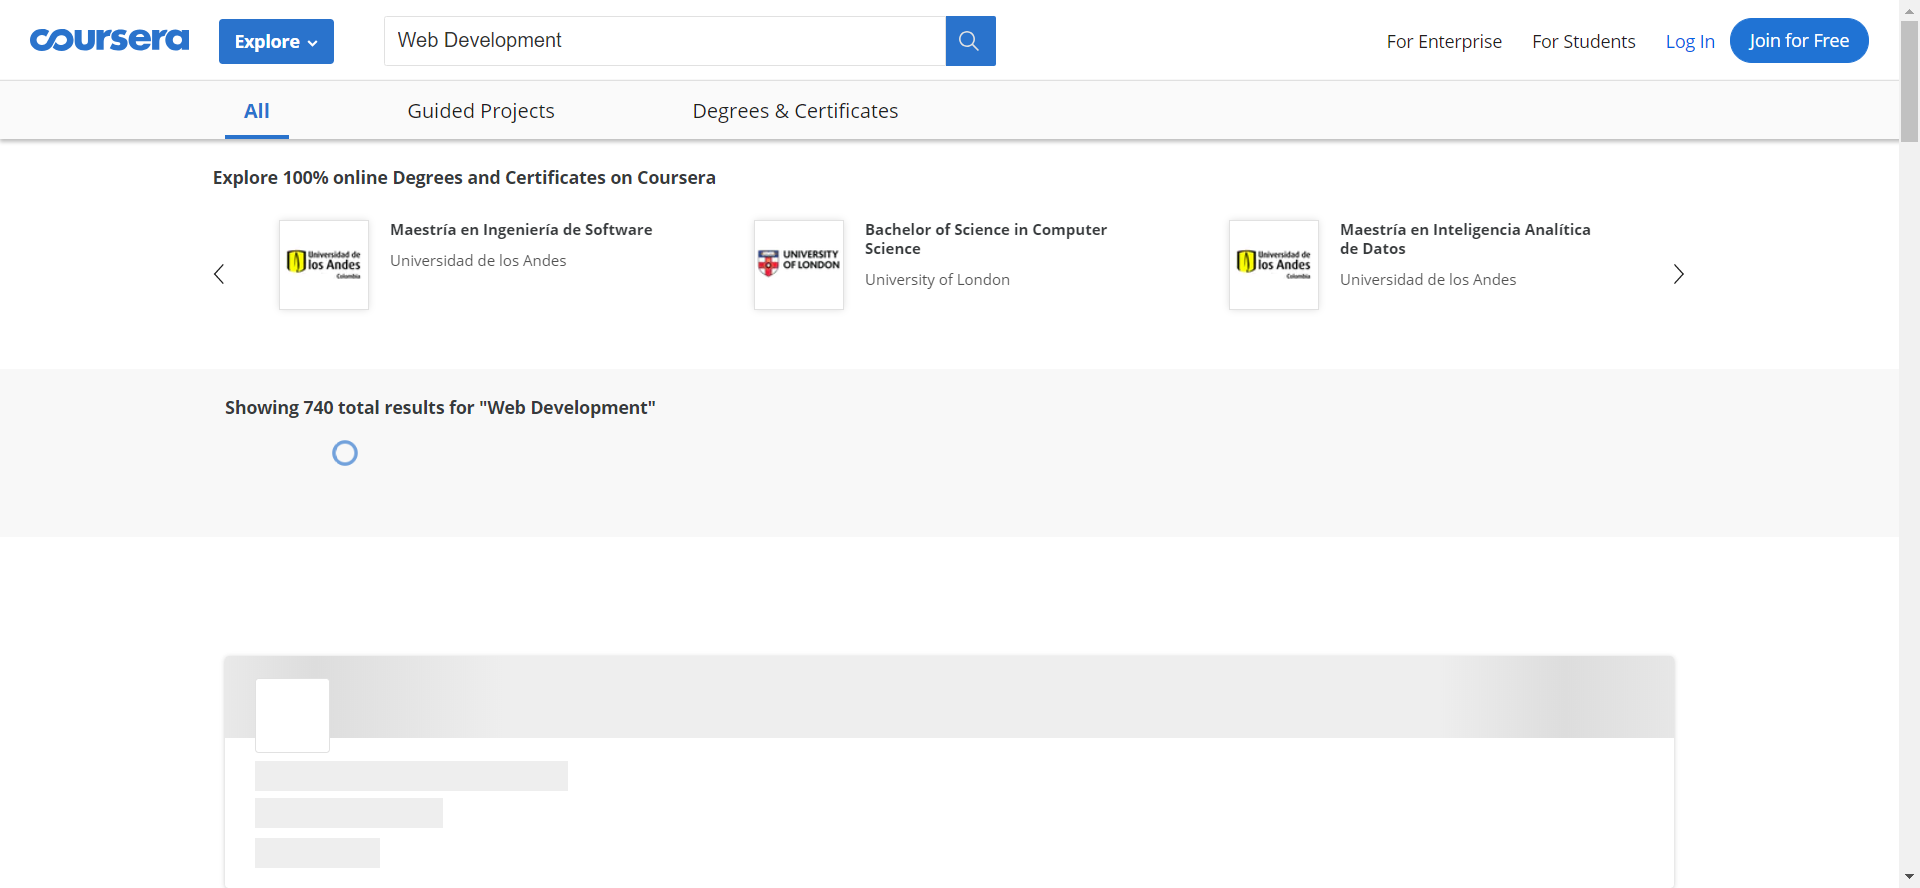 coursera
Explore
Web Development
For Enterprise
For Students
Log In
Join for Free
All
Guided Projects
Degrees & Certificates
Explore 100% online Degrees and Certificates on Coursera
Universidad de
los Andes
Colombia
Maestría en Ingeniería de Software
Universidad de los Andes
UNIVERSITY
OF LONDON
Bachelor of Science in Computer
Science
University of London
Universidad de
los Andes
Colombia
Maestría en Inteligencia Analítica
de Datos
Universidad de los Andes
Showing 740 total results for "Web Development"